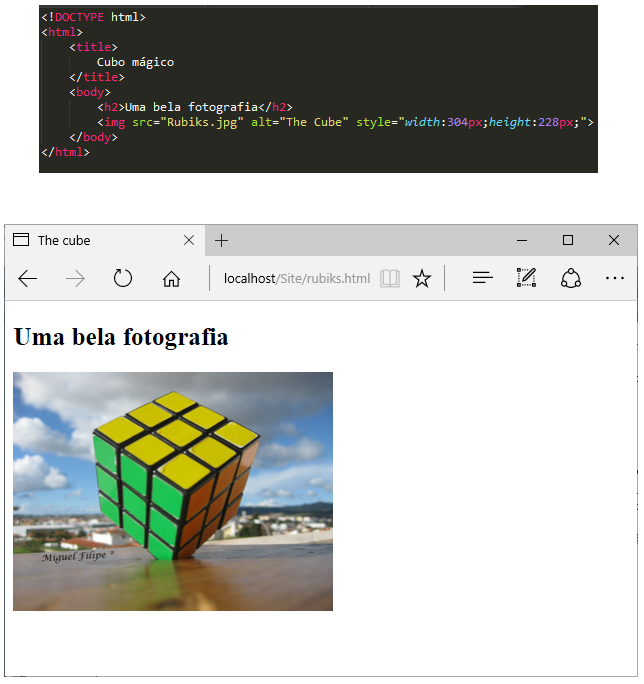 <!DOCTYPE html>
<html>
<title>
Cubo mágico
</title>
<body>
<h2>Uma bela fotografia</h2>
<img src="Rubiks.jpg" alt="The Cube" style="width:304px;height:228px;">
</body>
</html>
The cube
localhost/Site/rubiks.html
Uma bela fotografia
Miguel Filipe ®